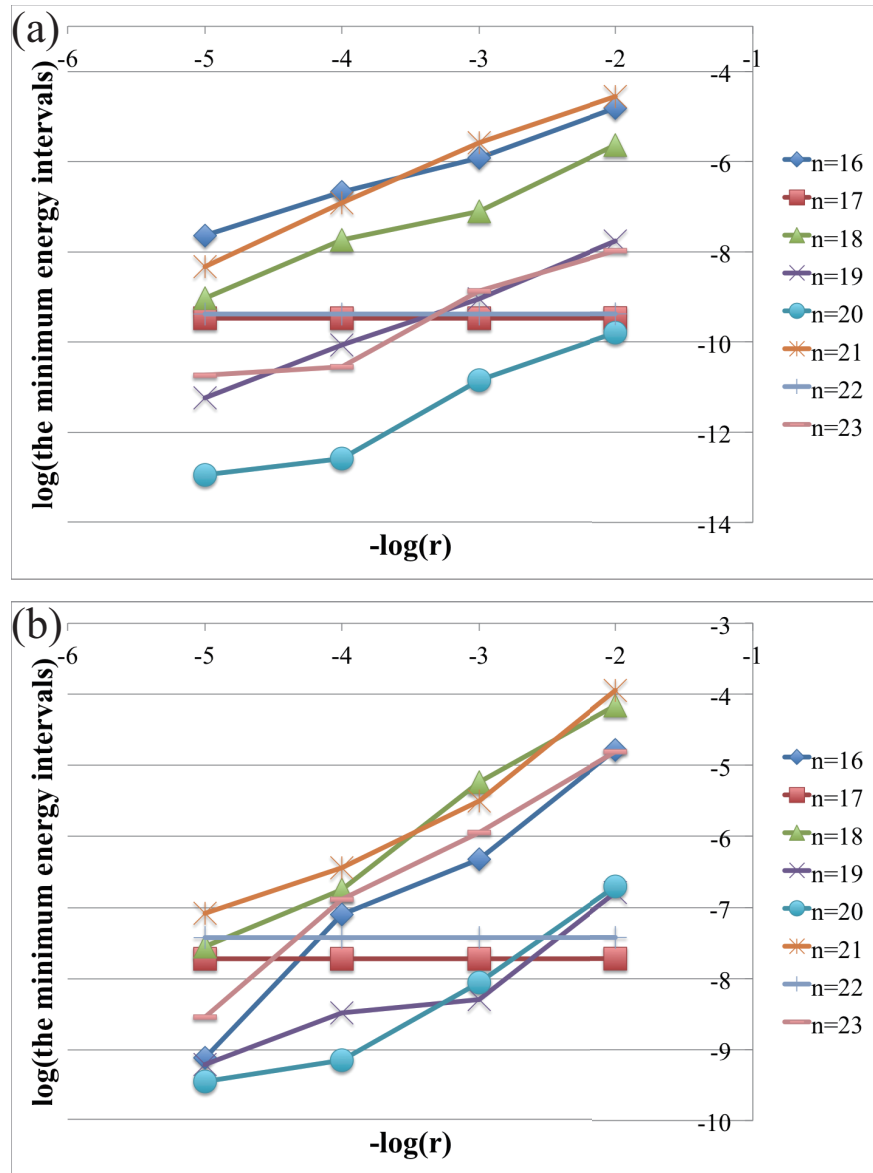 (a)
-6 -5 -4 -3 -2 -1
-4
-6
-8
-10
-12
-14
log(the minimum energy intervals)
-log(r)
n=16
n=17
n=18
n=19
n=20
n=21
n=22
n=23
(b)
-3
-6 -5 -4 -3 -2 -1
-4
-5
-6
-7
-8
-9
-10
log(the minimum energy intervals)
-log(r)
n=16
n=17
n=18
n=19
n=20
n=21
n=22
n=23